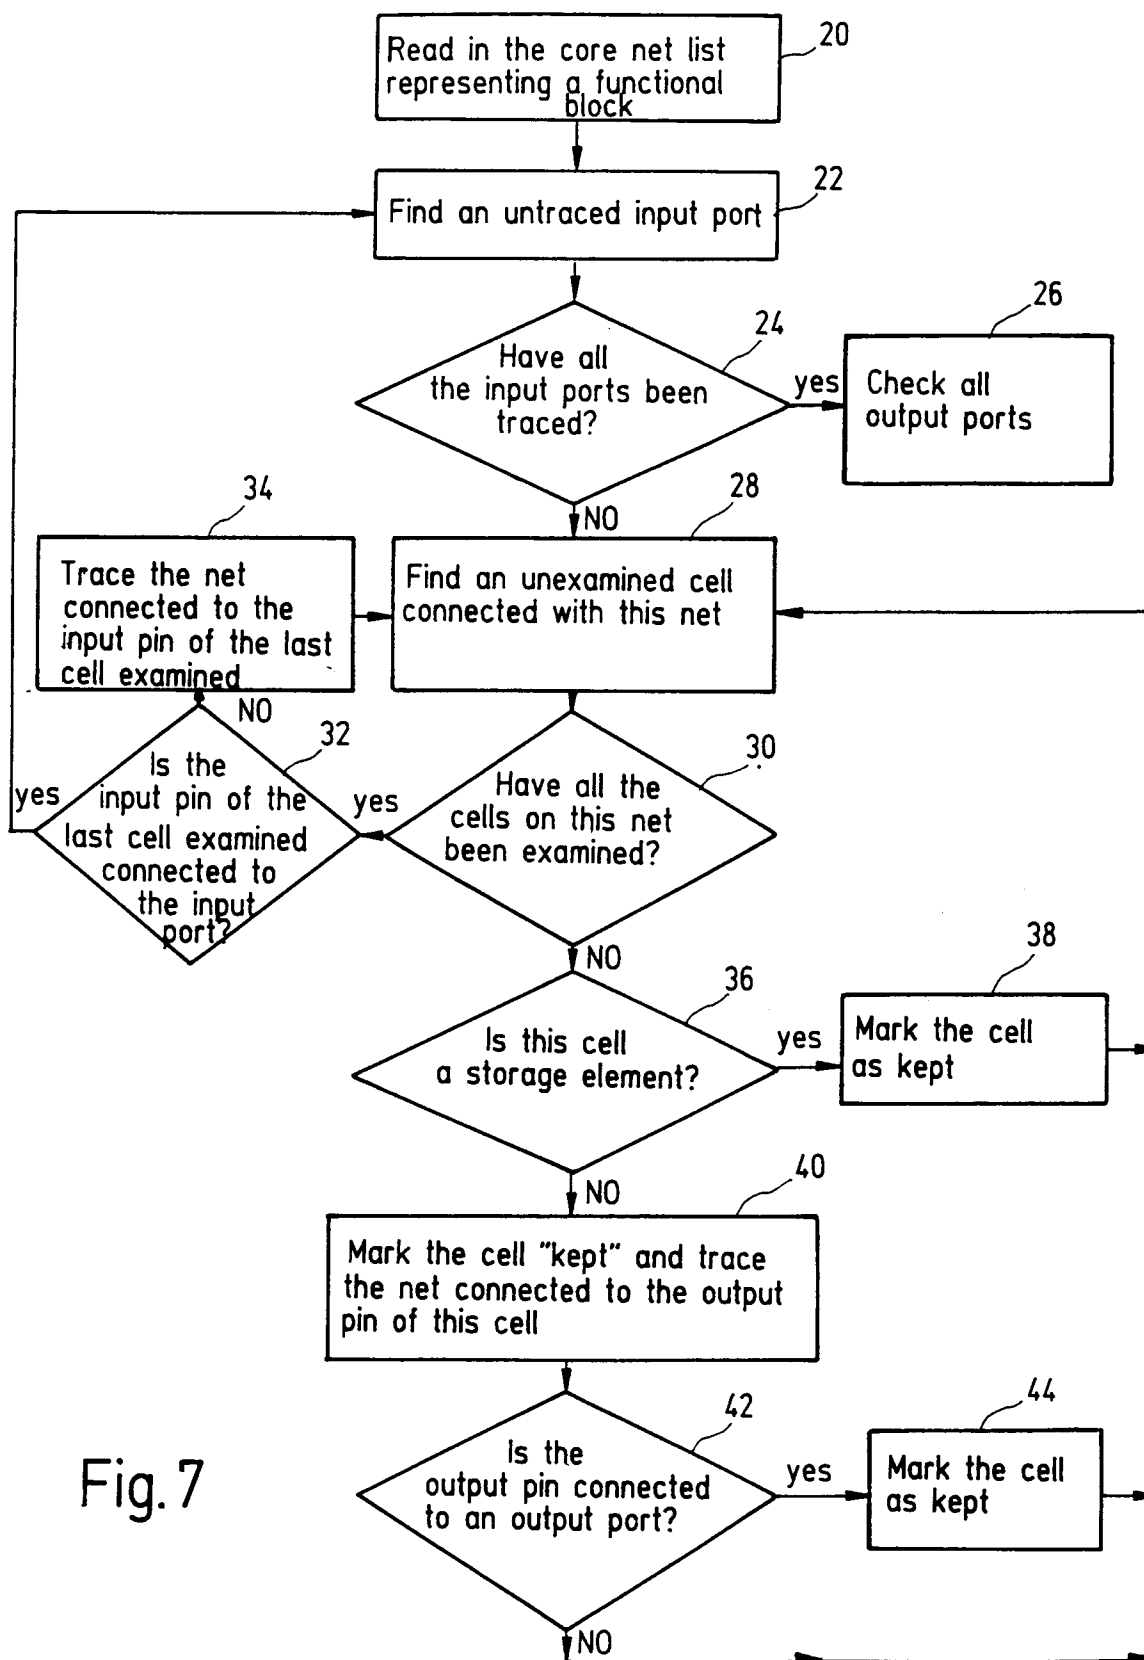 20
Read in the core net list
representing a functional
block
22
Find an untraced input port
24
Have all
the input ports been
traced?
yes
26
Check all
output ports
NO
34
Trace the net
connected to the
input pin of the last
cell examined
28
Find an unexamined cell
connected with this net
NO
32
Is the
input pin of the
last cell examined
connected to
the input
port?
yes
yes
30
Have all the
cells on this net
been examined?
NO
36
Is this cell
a storage element?
yes
38
Mark the cell
as kept
NO
40
Mark the cell "kept" and trace
the net connected to the output
pin of this cell
42
Is the
output pin connected
to an output port?
yes
44
Mark the cell
as kept
NO
Fig. 7